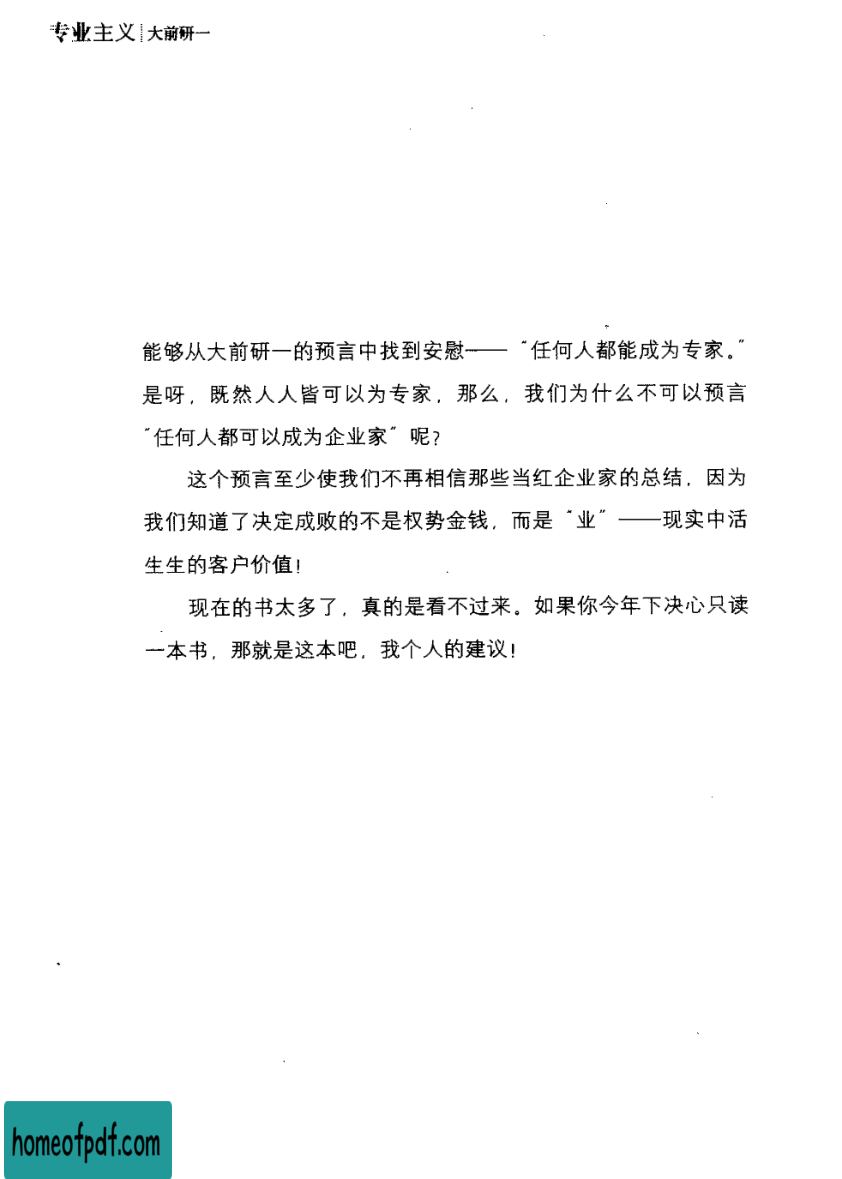 专业主义|大前研一
能够从大前研一的预言中找到安慰——“任何人都能成为专家。”
是呀，既然人人皆可以为专家，那么，我们为什么不可以预言
“任何人都可以成为企业家”呢？
这个预言至少使我们不再相信那些当红企业家的总结，因为
我们知道了决定成败的不是权势金钱，而是“业”——现实中活
生生的客户价值！
现在的书太多了，真的是看不过来。如果你今年下决心只读
一本书，那就是这本吧，我个人的建议！
homeofpdf.com